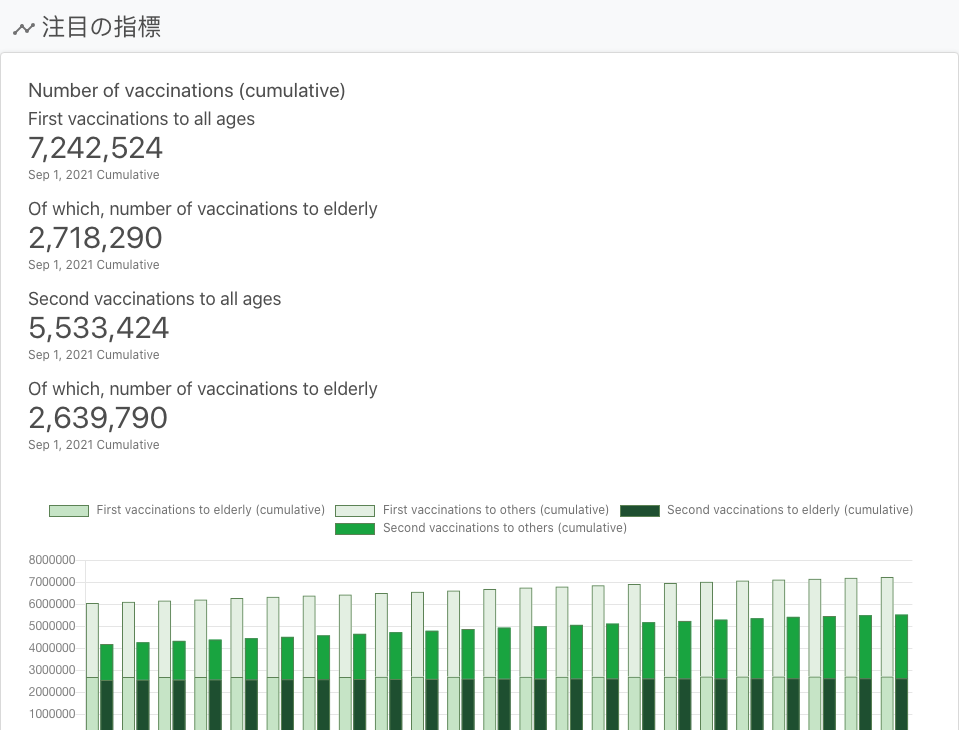 注目の指標
Number of vaccinations (cumulative)
First vaccinations to all ages
7,242,524
Sep 1, 2021 Cumulative
Of which, number of vaccinations to elderly
2,718,290
Sep 1, 2021 Cumulative
Second vaccinations to all ages
5,533,424
Sep 1, 2021 Cumulative
Of which, number of vaccinations to elderly
2,639,790
Sep 1, 2021 Cumulative
First vaccinations to elderly (cumulative) First vaccinations to others (cumulative) Second vaccinations to elderly (cumulative)
Second vaccinations to others (cumulative)
8000000
7000000
6000000
5000000
4000000
3000000
2000000
1000000